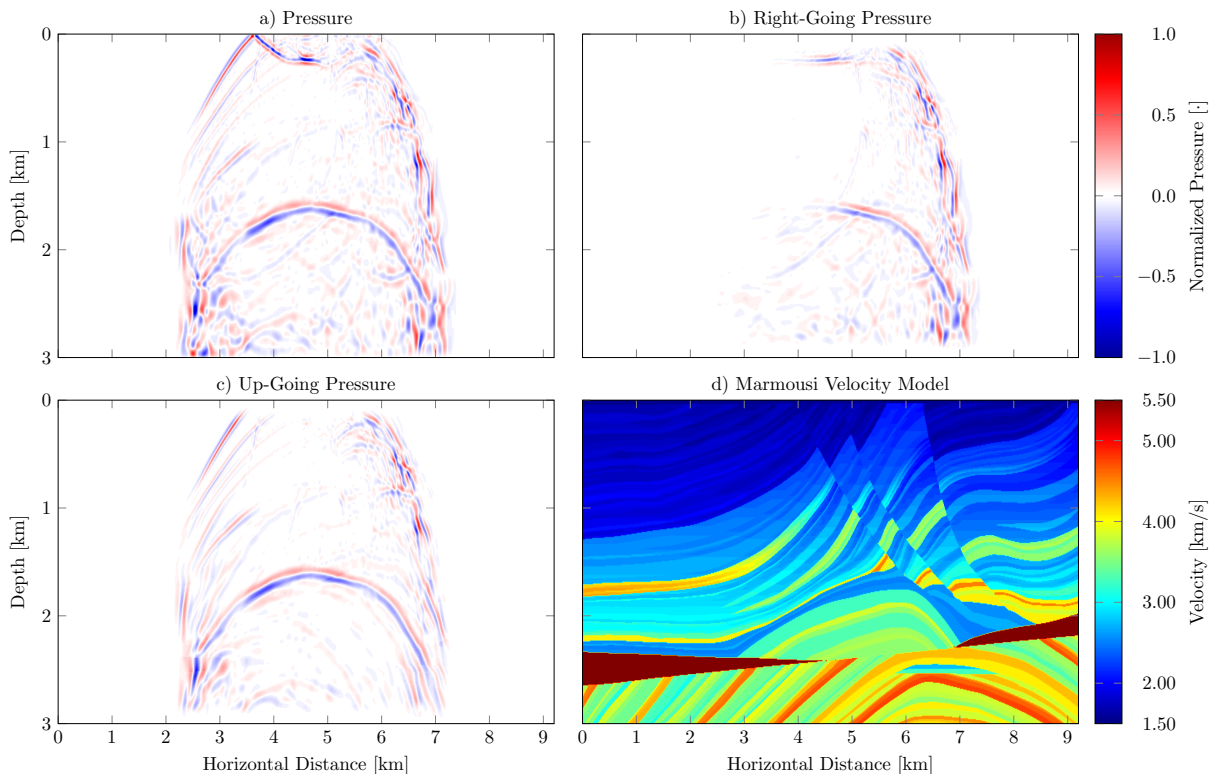 a) Pressure
b) Right-Going Pressure
0
1
2
3
Depth [km]
1.0
0.5
0.0
−0.5
−1.0
Normalized Pressure [·]
c) Up-Going Pressure
d) Marmousi Velocity Model
0
1
2
3
Depth [km]
5.50
5.00
4.00
3.00
2.00
1.50
Velocity [km/s]
0 1 2 3 4 5 6 7 8 9
0 1 2 3 4 5 6 7 8 9
Horizontal Distance [km]
Horizontal Distance [km]